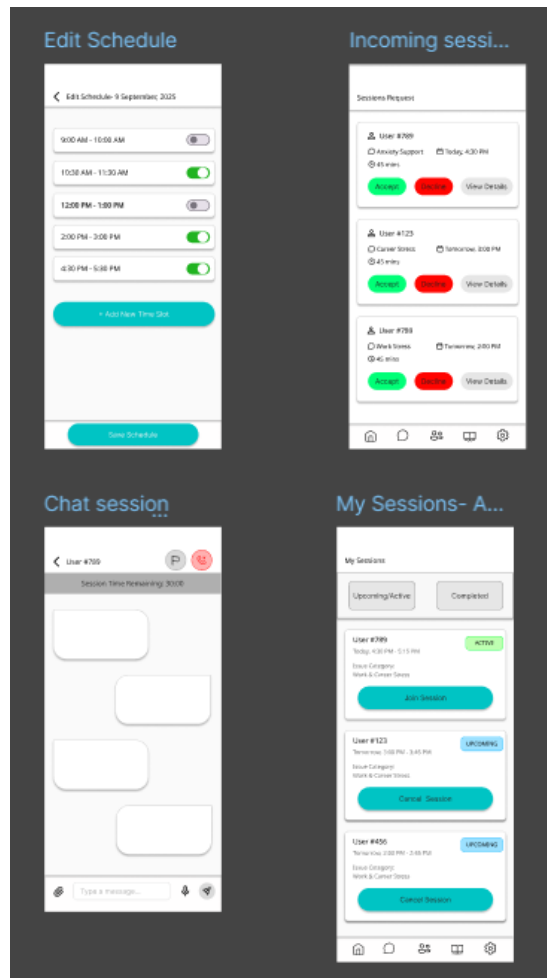 Edit Schedule
Edit Schedule- 9 September, 2025
9:00 AM - 10:00 AM
10:30 AM - 11:30 AM
12:00 PM - 1:00 PM
2:00 PM - 3:00 PM
4:30 PM - 5:30 PM
+ Add New Time Slot
Save Schedule
Incoming sessi...
Sessions Request
User #789
Anxiety Support Today, 4:30 PM
45 mins
Accept Decline View Details
User #123
Career Stress Tomorrow, 3:00 PM
45 mins
Accept Decline View Details
User #789
Work Stress Tomorrow, 2:00 PM
45 mins
Accept Decline View Details
Chat session
User #789
Session Time Remaining: 30:00
Type a message...
My Sessions- A...
My Sessions
Upcoming/Active Completed
User #789 ACTIVE
Today, 4:30 PM - 5:15 PM
Issue Category:
Work & Career Stress
Join Session
User #123 UPCOMING
Tomorrow, 3:00 PM - 3:45 PM
Issue Category:
Work & Career Stress
Cancel Session
User #456 UPCOMING
Tomorrow, 2:00 PM - 2:45 PM
Issue Category:
Work & Career Stress
Cancel Session